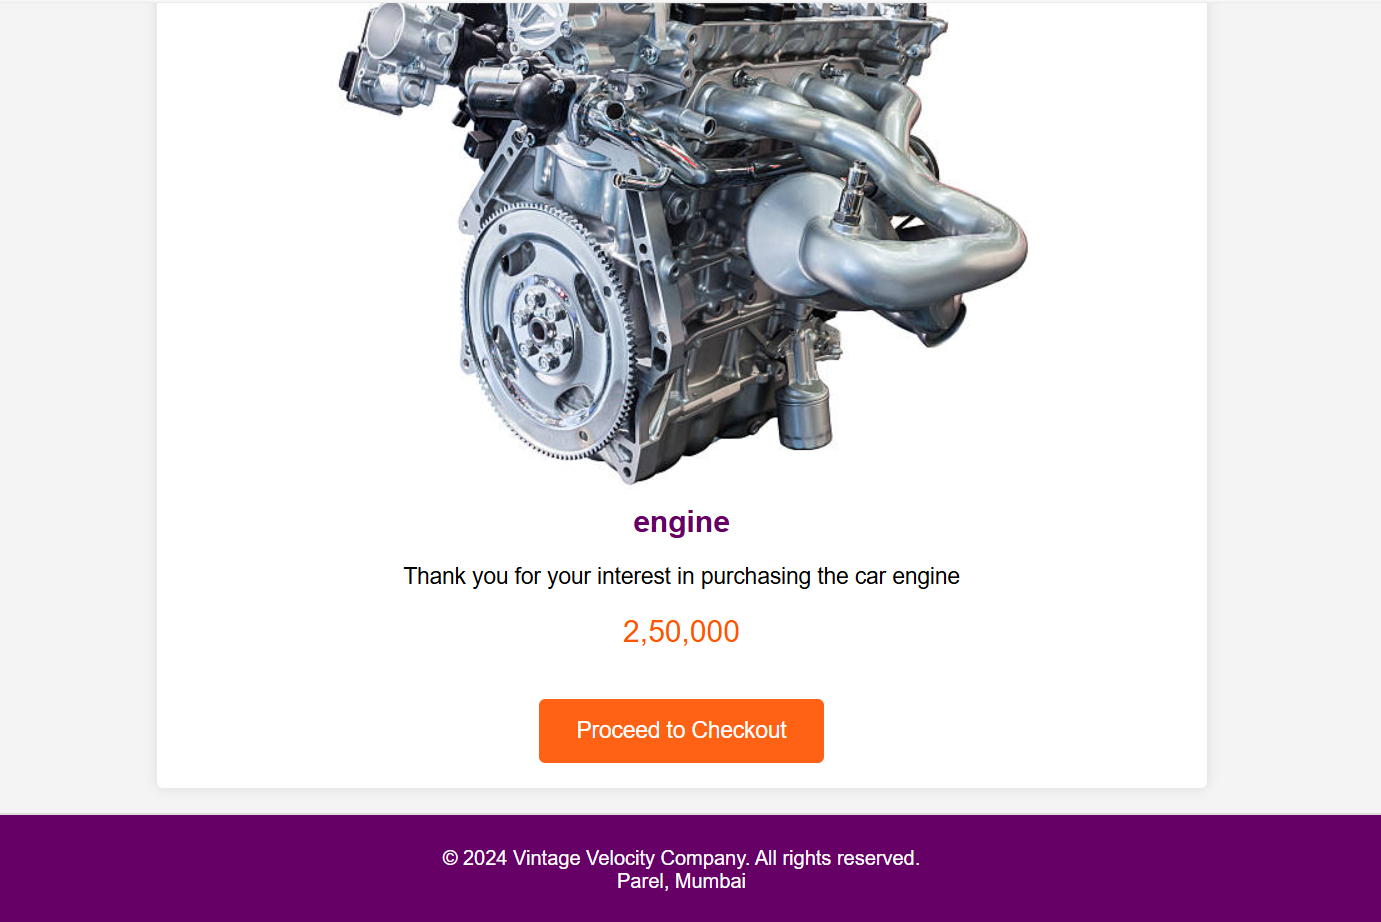 engine
Thank you for your interest in purchasing the car engine
2,50,000
Proceed to Checkout
© 2024 Vintage Velocity Company. All rights reserved.
Parel, Mumbai